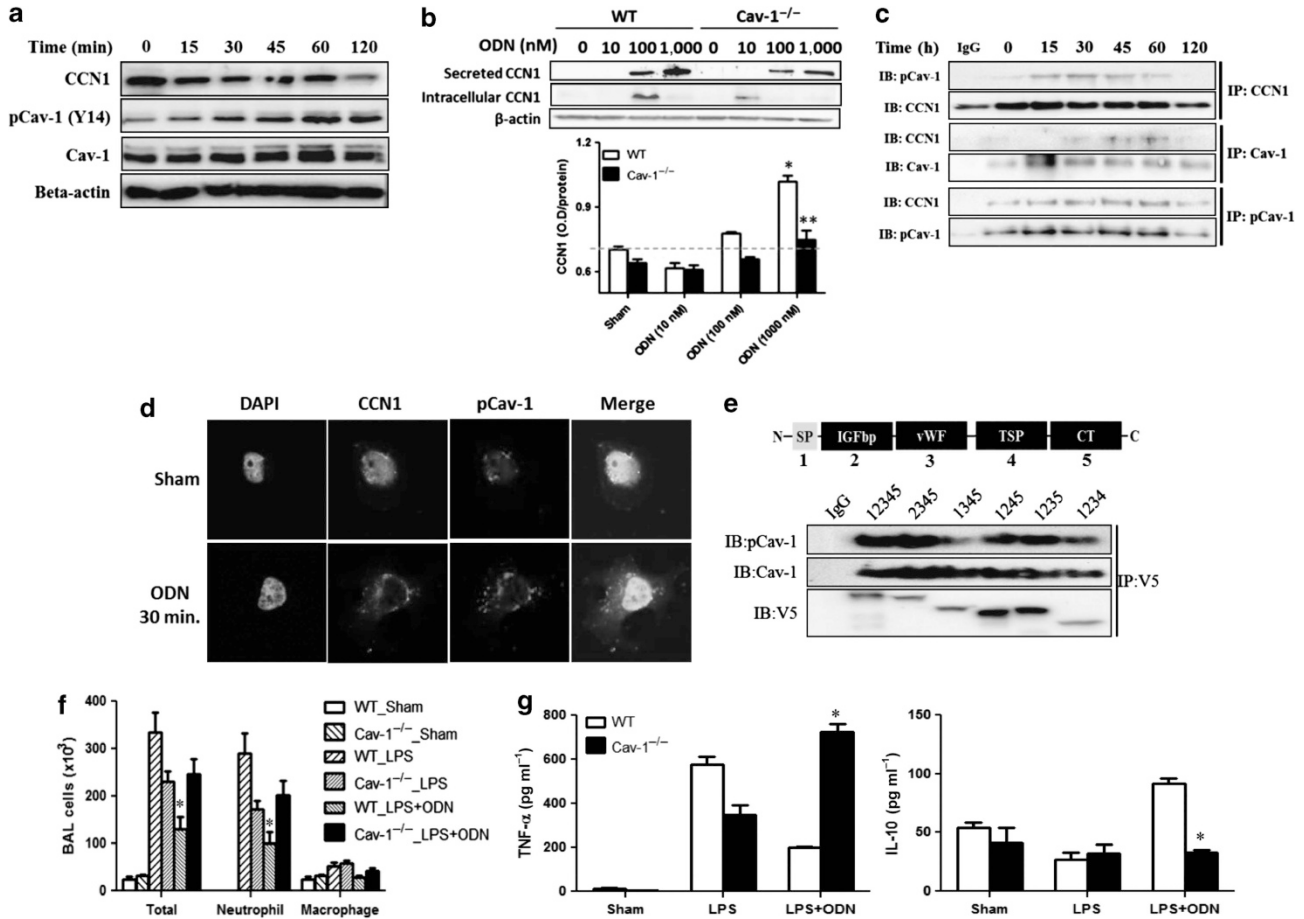 a
Time (min) 0 15 30 45 60 120
CCN1
pCav-1 (Y14)
Cav-1
Beta-actin
b
WT Cav-1−/−
ODN (nM) 0 10 100 1,000 0 10 100 1,000
Secreted CCN1
Intracellular CCN1
β-actin
WT
Cav-1−/−
CCN1 (O.D/protein)
1.2
0.9
0.6
*
**
Sham
ODN (10 nM)
ODN (100 nM)
ODN (1000 nM)
c
Time (h) IgG 0 15 30 45 60 120
IB: pCav-1
IB: CCN1
IP: CCN1
IB: CCN1
IB: Cav-1
IP: Cav-1
IB: CCN1
IB: pCav-1
IP: pCav-1
d
DAPI CCN1 pCav-1 Merge
Sham
ODN
30 min.
e
N SP IGFbp vWF TSP CT C
1 2 3 4 5
IgG 12345 2345 1345 1245 1235 1234
IB:pCav-1
IB:Cav-1
IB:V5
IP:V5
f
BAL cells (x10³)
400
300
200
100
0
* *
Total Neutrophil Macrophage
WT_Sham
Cav-1−/−_Sham
WT_LPS
Cav-1−/−_LPS
WT_LPS+ODN
Cav-1−/−_LPS+ODN
g
TNF-α (pg ml−1)
800
600
400
200
0
WT
Cav-1−/−
*
Sham LPS LPS+ODN
IL-10 (pg ml−1)
150
100
50
0
*
Sham LPS LPS+ODN